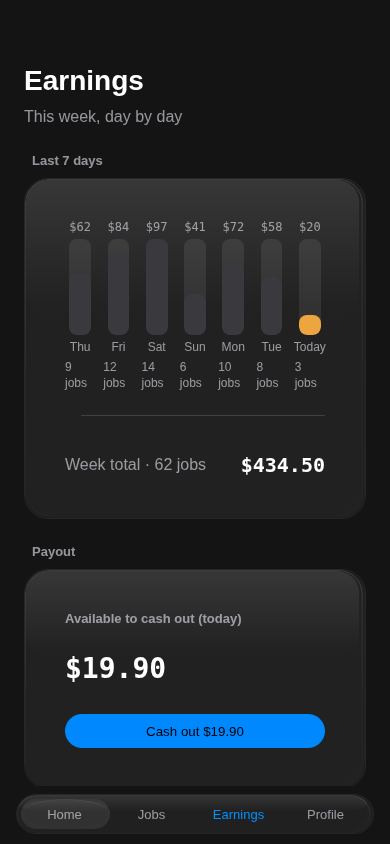 Earnings
This week, day by day
Last 7 days
$62 $84 $97 $41 $72 $58 $20
Thu Fri Sat Sun Mon Tue Today
9 12 14 6 10 8 3
jobs jobs jobs jobs jobs jobs jobs
Week total · 62 jobs $434.50
Payout
Available to cash out (today)
$19.90
Cash out $19.90
Home Jobs Earnings Profile